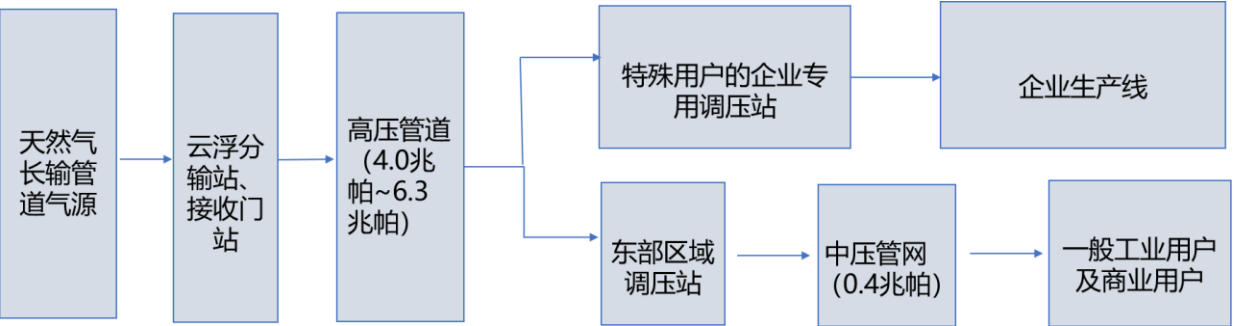 天然气
长输管
道气源
云浮分
输站、
接收门
站
高压管道
（4.0兆
帕~6.3
兆帕）
特殊用户的企业专
用调压站
企业生产线
东部区域
调压站
中压管网
（0.4兆帕）
一般工业用户
及商业用户